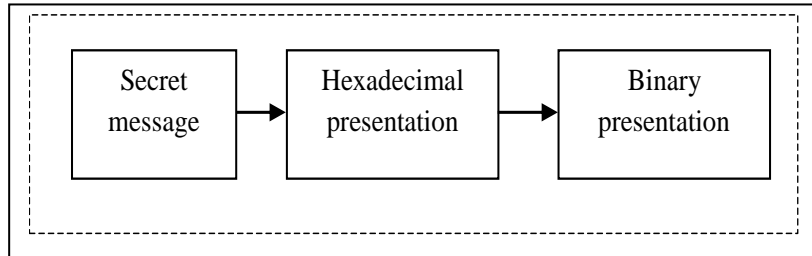 Secret
message
Hexadecimal
presentation
Binary
presentation